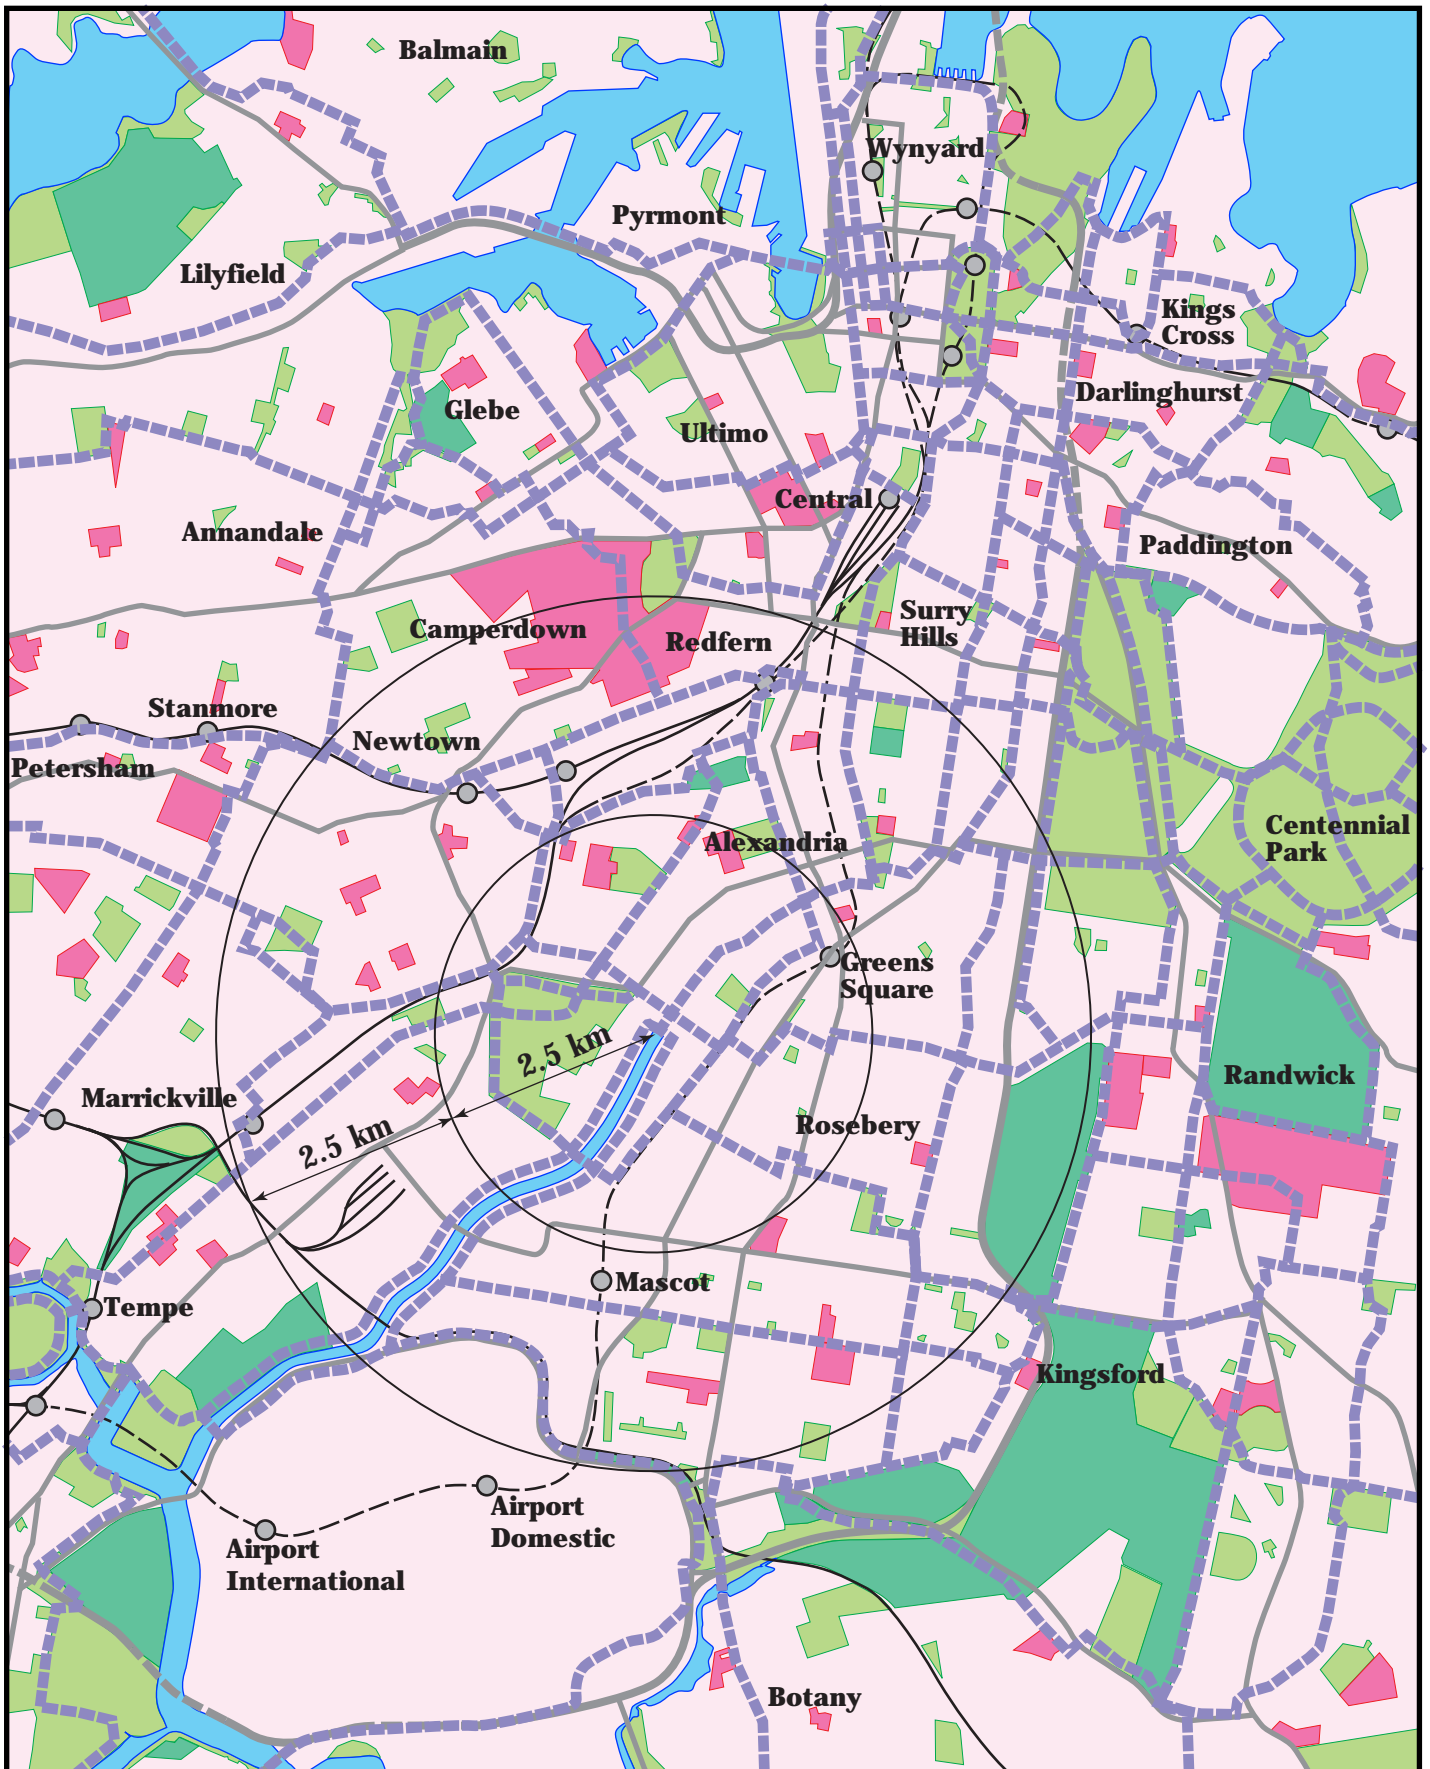 Balmain
Wynyard
Pyrmont
Lilyfield
Kings
Cross
Darlinghurst
Glebe
Ultimo
Central
Annandale
Paddington
Surry
Hills
Camperdown
Redfern
Stanmore
Newtown
Petersham
Alexandria
Centennial
Park
Greens
Square
2.5 km
Randwick
Marrickville
2.5 km
Rosebery
Mascot
Tempe
Kingsford
Airport
Domestic
Airport
International
Botany